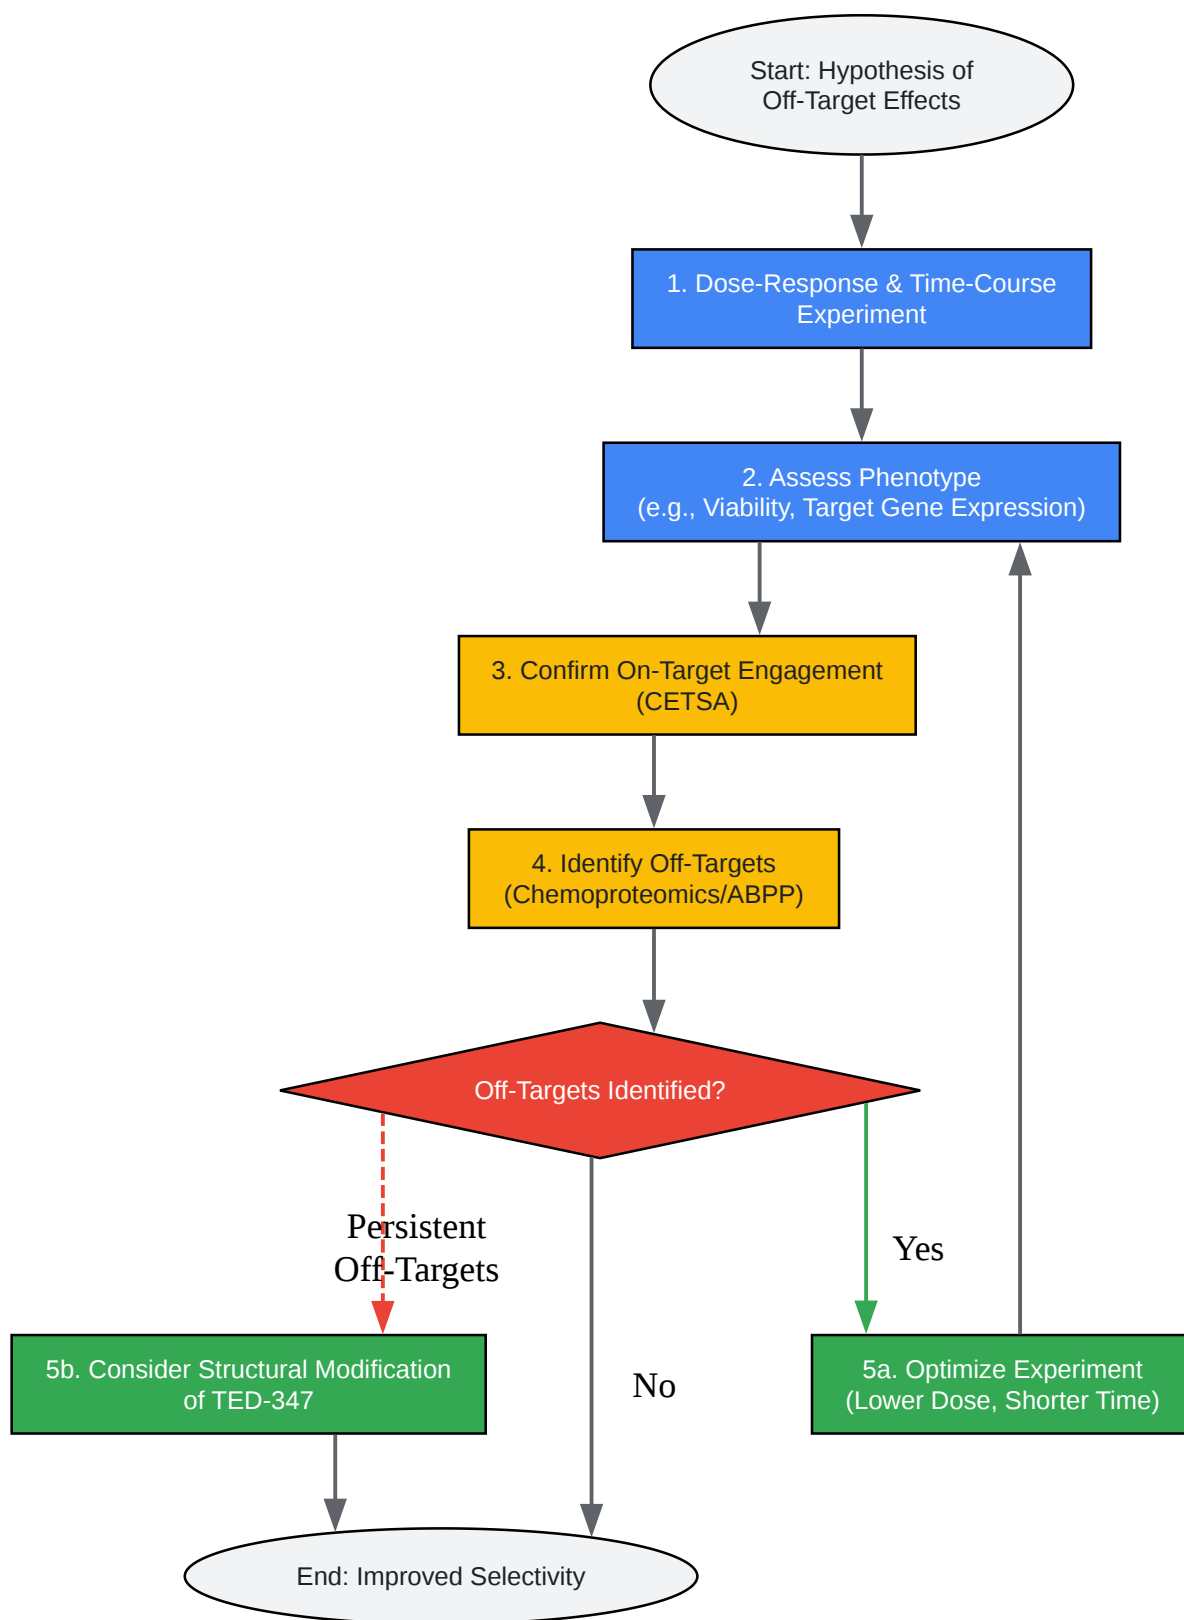 Start: Hypothesis of
Off-Target Effects
1. Dose-Response & Time-Course
Experiment
2. Assess Phenotype
(e.g., Viability, Target Gene Expression)
3. Confirm On-Target Engagement
(CETSA)
4. Identify Off-Targets
(Chemoproteomics/ABPP)
Off-Targets Identified?
Persistent
Off-Targets
Yes
No
5b. Consider Structural Modification
of TED-347
5a. Optimize Experiment
(Lower Dose, Shorter Time)
End: Improved Selectivity